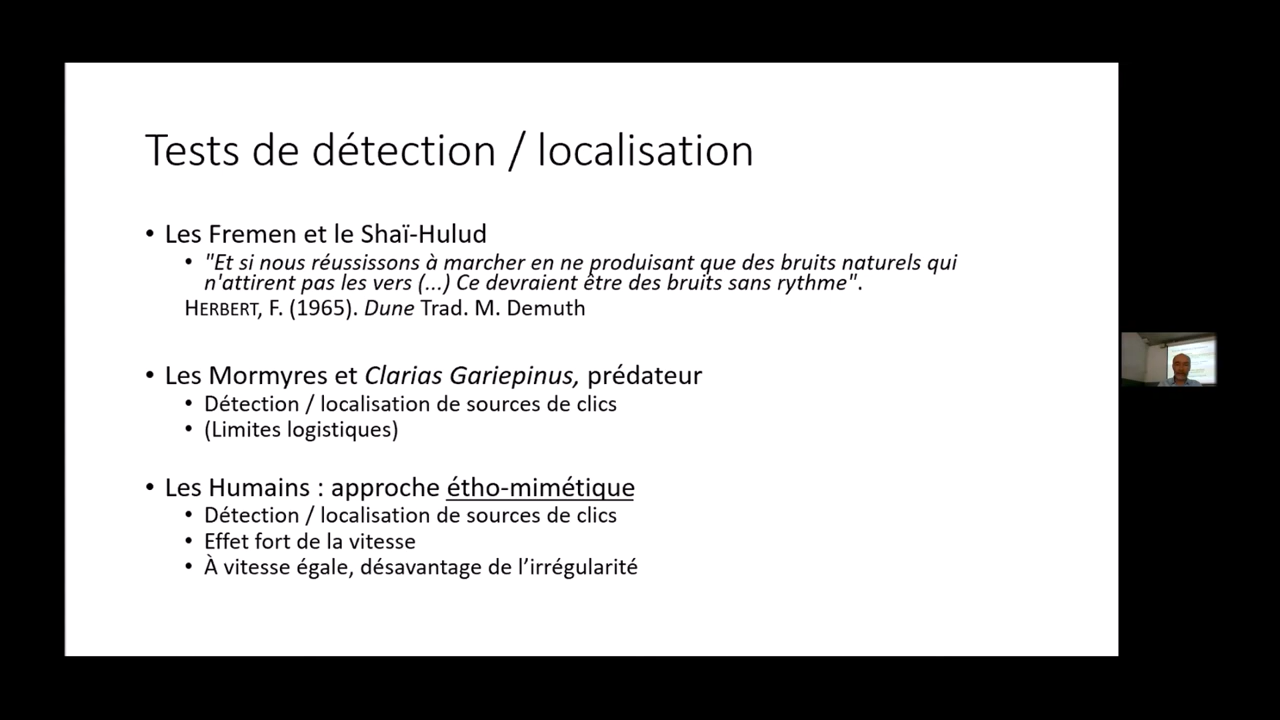 Tests de détection / localisation
• Les Fremen et le Shaï-Hulud
• "Et si nous réussissons à marcher en ne produisant que des bruits naturels qui
n'attirent pas les vers (...) Ce devraient être des bruits sans rythme".
HERBERT, F. (1965). Dune Trad. M. Demuth
• Les Mormyres et Clarias Gariepinus, prédateur
• Détection / localisation de sources de clics
• (Limites logistiques)
• Les Humains : approche étho-mimétique
• Détection / localisation de sources de clics
• Effet fort de la vitesse
• À vitesse égale, désavantage de l’irrégularité